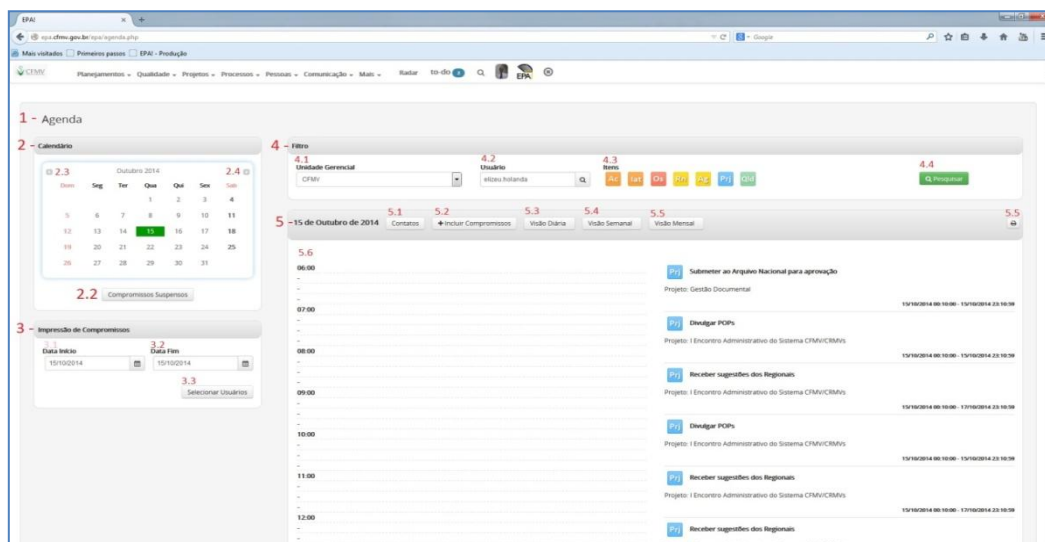 EPA!
epa.cfmv.gov.br/epa/agenda.php
Google
Mais visitados Primeiros passos EPA! - Produção
CFMV Planejamentos Qualidade Projetos Processos Pessoas Comunicação Mais Radar to-do EPA!
1 - Agenda
2 - Calendário
2.3 Outubro 2014 2.4
Dom Seg Ter Qua Qui Sex Sab
1 2 3 4
5 6 7 8 9 10 11
12 13 14 15 16 17 18
19 20 21 22 23 24 25
26 27 28 29 30 31
2.2 Compromissos Suspensos
3 - Impressão de Compromissos
3.1 3.2
Data Início Data Fim
15/10/2014 15/10/2014
3.3
Selecionar Usuários
4 - Filtro
4.1 4.2 4.3 4.4
Unidade Gerencial Usuário Itens
CFMV elizeu.holanda Ac Iat Os Rn Ag Prj Qld Pesquisar
5.1 5.2 5.3 5.4 5.5 5.5
5 -15 de Outubro de 2014 Contatos +Incluir Compromissos Visão Diária Visão Semanal Visão Mensal
5.6
06:00
07:00
08:00
09:00
10:00
11:00
12:00
Prj Submeter ao Arquivo Nacional para aprovação
Projeto: Gestão Documental
15/10/2014 00:10:00 - 15/10/2014 23:10:59
Prj Divulgar POPs
Projeto: I Encontro Administrativo do Sistema CFMV/CRMVs
15/10/2014 00:10:00 - 15/10/2014 23:10:59
Prj Receber sugestões dos Regionais
Projeto: I Encontro Administrativo do Sistema CFMV/CRMVs
15/10/2014 00:10:00 - 17/10/2014 23:10:59
Prj Divulgar POPs
Projeto: I Encontro Administrativo do Sistema CFMV/CRMVs
15/10/2014 00:10:00 - 15/10/2014 23:10:59
Prj Receber sugestões dos Regionais
Projeto: I Encontro Administrativo do Sistema CFMV/CRMVs
15/10/2014 00:10:00 - 17/10/2014 23:10:59
Prj Receber sugestões dos Regionais